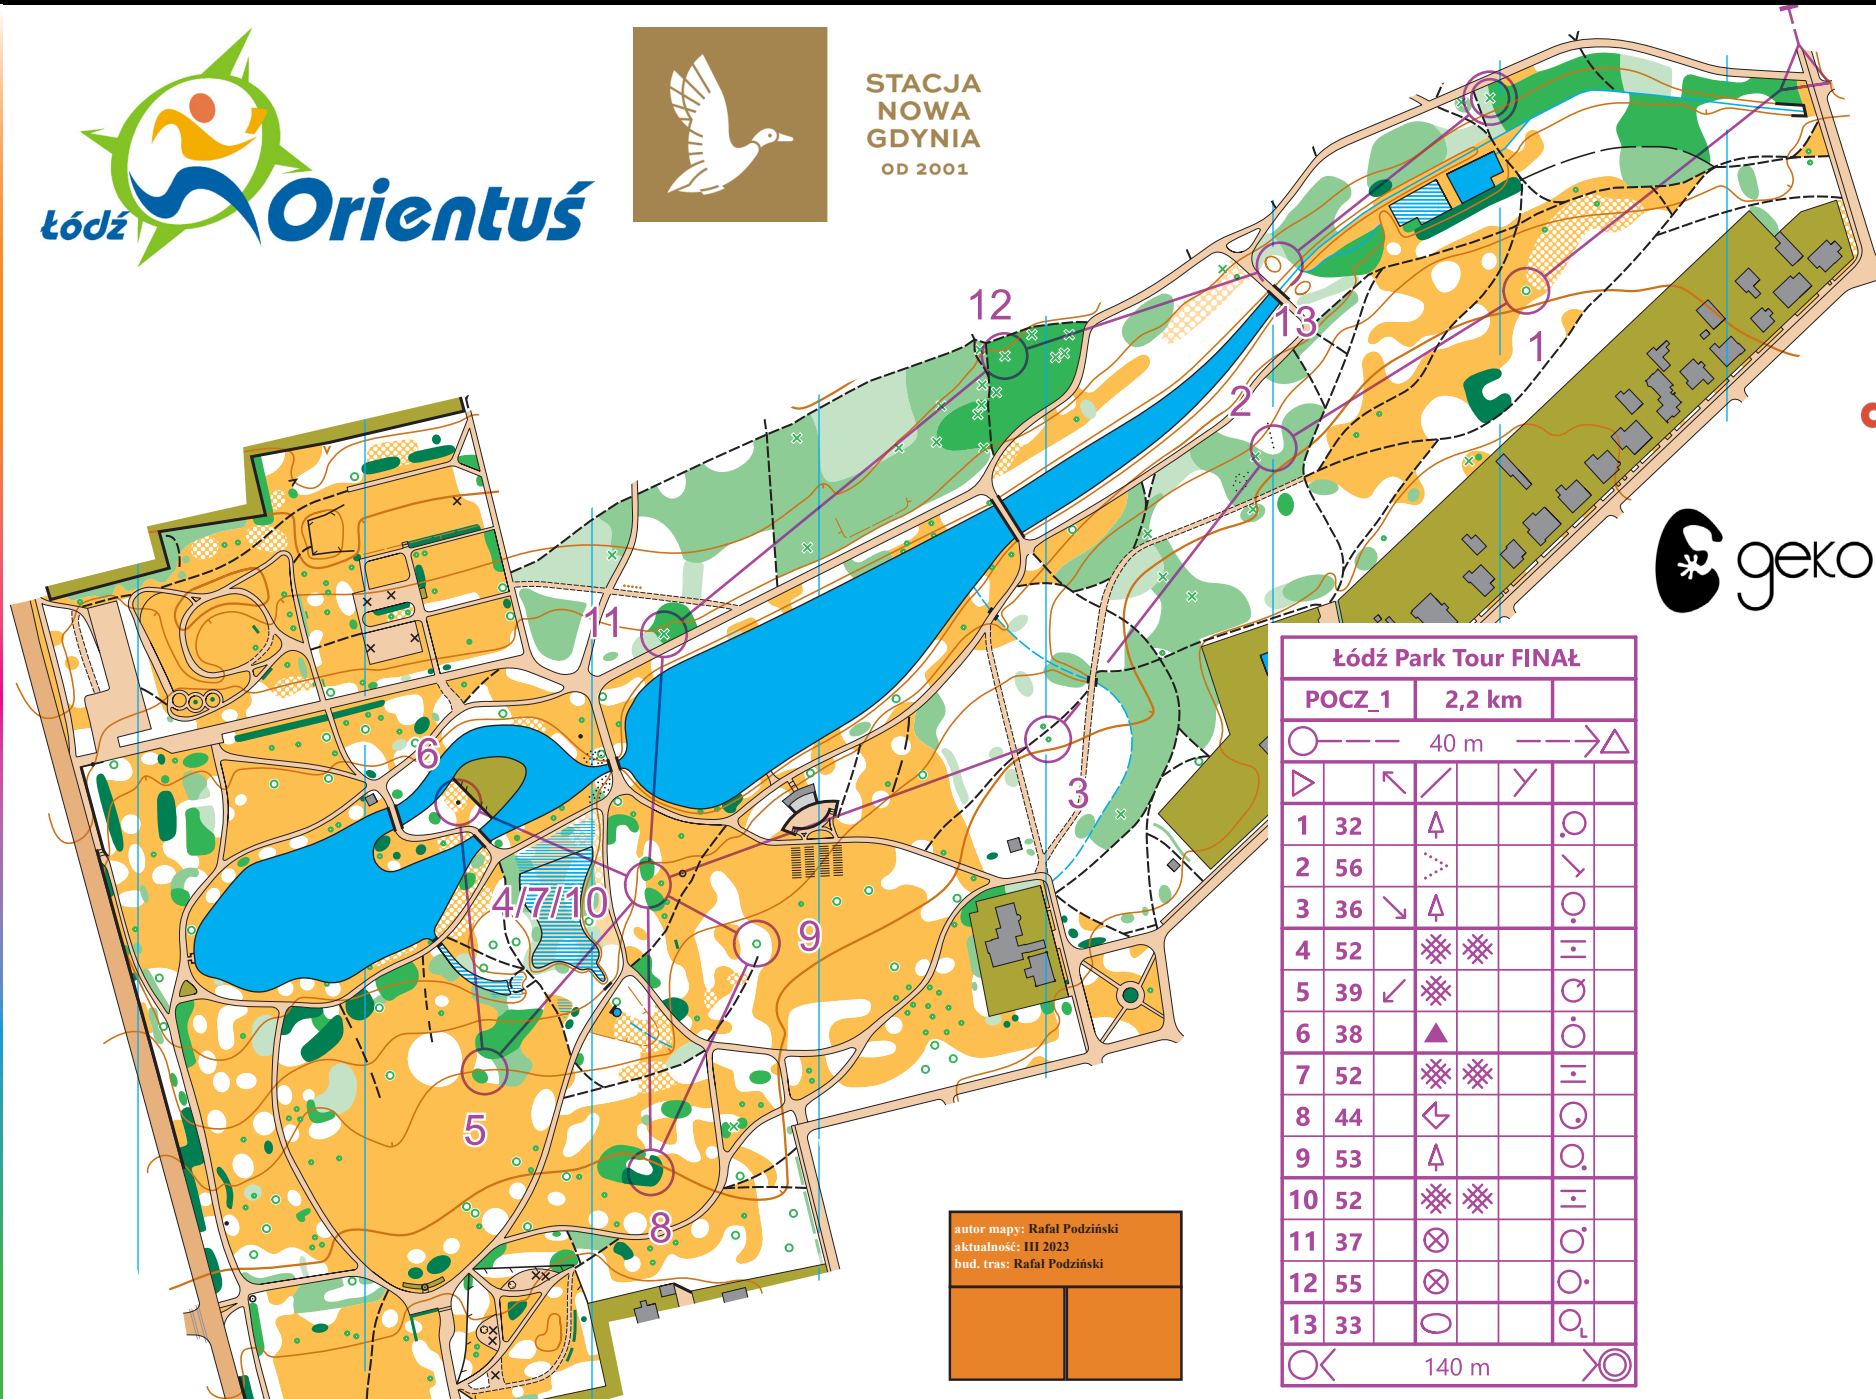 Łódź Orientuś
STACJA
NOWA
GDYNIA
OD 2001
12
13
1
2
11
6
3
4/7/10
9
5
8
geko
Łódź Park Tour FINAŁ
POCZ_1 2,2 km
40 m
1 32
2 56
3 36
4 52
5 39
6 38
7 52
8 44
9 53
10 52
11 37
12 55
13 33
140 m
autor mapy: Rafał Podziński
aktualność: III 2023
bud. tras: Rafał Podziński